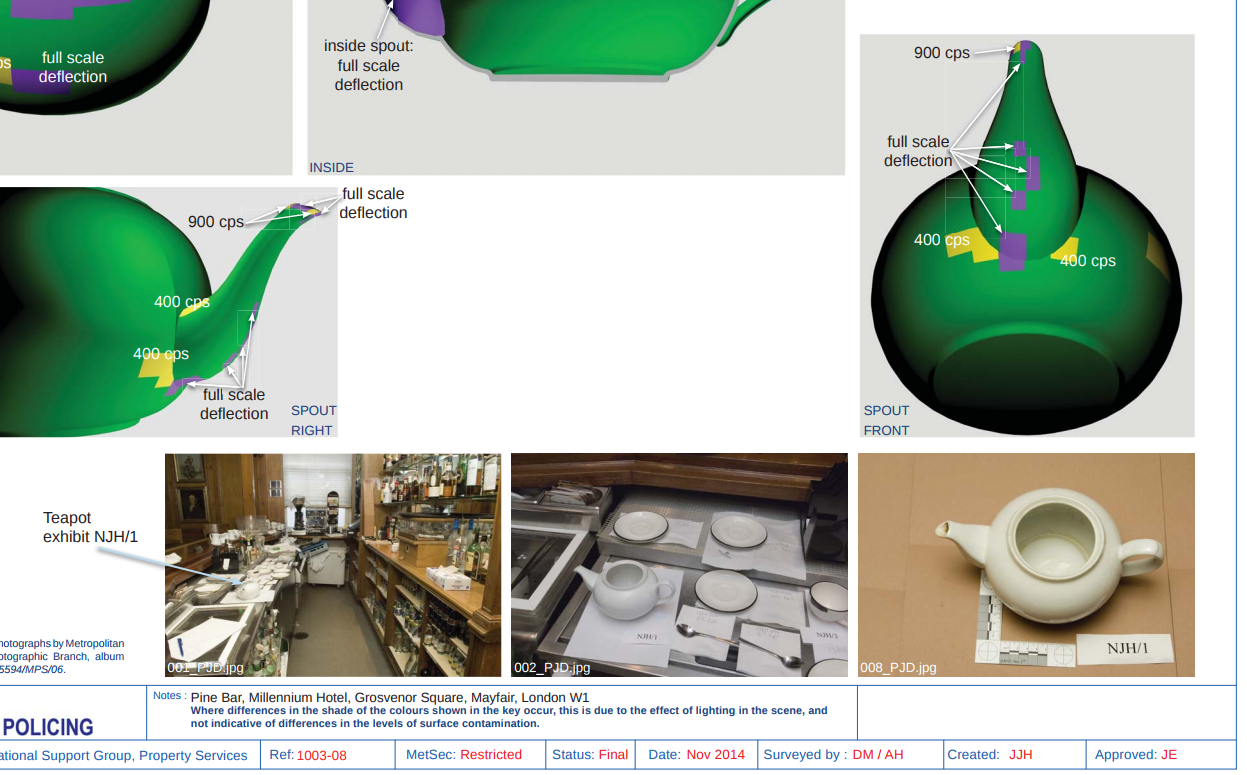 ps
full scale
deflection
inside spout:
full scale
deflection
INSIDE
900 cps
full scale
deflection
400 cps
400 cps
SPOUT
FRONT
900 cps
full scale
deflection
400 cps
400 cps
full scale
deflection
SPOUT
RIGHT
Teapot
exhibit NJH/1
001_PJD.jpg
NJH/1
NJH/1
002_PJD.jpg
NJH/1
008_PJD.jpg
hotographs by Metropolitan
otographic Branch, album
5594/MPS/06.
POLICING
Notes : Pine Bar, Millennium Hotel, Grosvenor Square, Mayfair, London W1
Where differences in the shade of the colours shown in the key occur, this is due to the effect of lighting in the scene, and
not indicative of differences in the levels of surface contamination.
ational Support Group, Property Services
Ref: 1003-08
MetSec: Restricted
Status: Final
Date: Nov 2014
Surveyed by : DM / AH
Created: JJH
Approved: JE